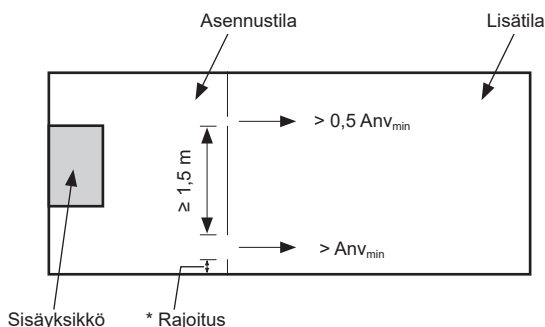 Asennustila
Lisätila
> 0,5 Anvmin
≥ 1,5 m
> Anvmin
Sisäyksikkö
* Rajoitus